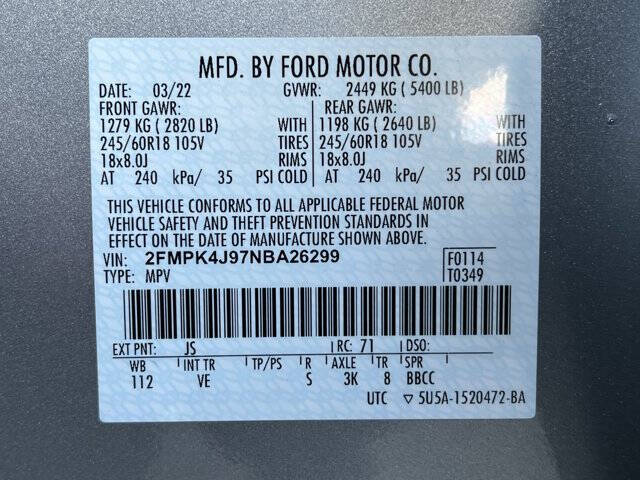 MFD. BY FORD MOTOR CO.
DATE: 03/22 GVWR: 2449 KG ( 5400 LB)
FRONT GAWR: REAR GAWR:
1279 KG ( 2820 LB) WITH 1198 KG ( 2640 LB) WITH
245/60R18 105V TIRES 245/60R18 105V TIRES
18x8.0J RIMS 18x8.0J RIMS
AT 240 kPa/ 35 PSI COLD AT 240 kPa/ 35 PSI COLD
THIS VEHICLE CONFORMS TO ALL APPLICABLE FEDERAL MOTOR
VEHICLE SAFETY AND THEFT PREVENTION STANDARDS IN
EFFECT ON THE DATE OF MANUFACTURE SHOWN ABOVE.
VIN: 2FMPK4J97NBA26299 F0114
TYPE: MPV T0349
EXT PNT: JS RC: 71 DSO:
WB INT TR TP/PS R AXLE TR SPR
112 VE S 3K 8 BBCC
UTC ▽5U5A-1520472-BA